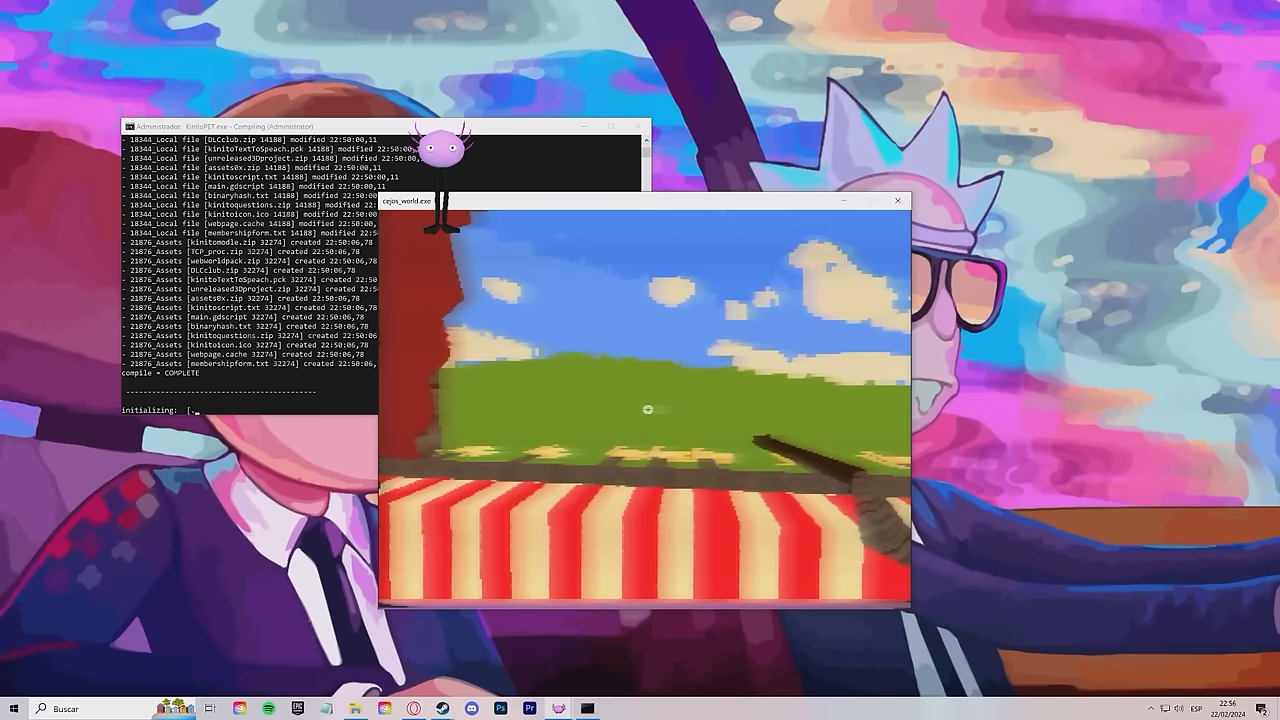 Administrador: KinitoPET.exe - Compiling (Administrator)
- 18344_Local file [DLCclub.zip 14188] modified 22:50:00,11
- 18344_Local file [kinitoTextToSpeach.pck 14188] modified 22:50:00,
- 18344_Local file [unreleased3Dproject.zip 14188] modified 22:50:00,
- 18344_Local file [assets0x.zip 14188] modified 22:50:00,11
- 18344_Local file [kinitoscript.txt 14188] modified 22:50:00,11
- 18344_Local file [main.gdscript 14188] modified 22:50:00,11
- 18344_Local file [binaryhash.txt 14188] modified 22:50:00
- 18344_Local file [kinitoquestions.zip 14188] modified 22:
- 18344_Local file [kinitoicon.ico 14188] modified 22:50:00
- 18344_Local file [webpage.cache 14188] modified 22:50:00,
- 18344_Local file [membershipform.txt 14188] modified 22:5
- 21876_Assets [kinitomodle.zip 32274] created 22:50:06,78
- 21876_Assets [TCP_proc.zip 32274] created 22:50:06,78
- 21876_Assets [webworldpack.zip 32274] created 22:50:06,78
- 21876_Assets [DLCclub.zip 32274] created 22:50:06,78
- 21876_Assets [kinitoTextToSpeach.pck 32274] created 22:50
- 21876_Assets [unreleased3Dproject.zip 32274] created 22:5
- 21876_Assets [assets0x.zip 32274] created 22:50:06,78
- 21876_Assets [kinitoscript.txt 32274] created 22:50:06,78
- 21876_Assets [main.gdscript 32274] created 22:50:06,78
- 21876_Assets [binaryhash.txt 32274] created 22:50:06,78
- 21876_Assets [kinitoquestions.zip 32274] created 22:50:06
- 21876_Assets [kinitoicon.ico 32274] created 22:50:06,78
- 21876_Assets [webpage.cache 32274] created 22:50:06,78
- 21876_Assets [membershipform.txt 32274] created 22:50:06,
compile = COMPLETE
-------------------------------------------
initializing: [._
cejos_world.exe
Buscar
EPIC
Ps
Pr
ESP
22:56
22/02/2024